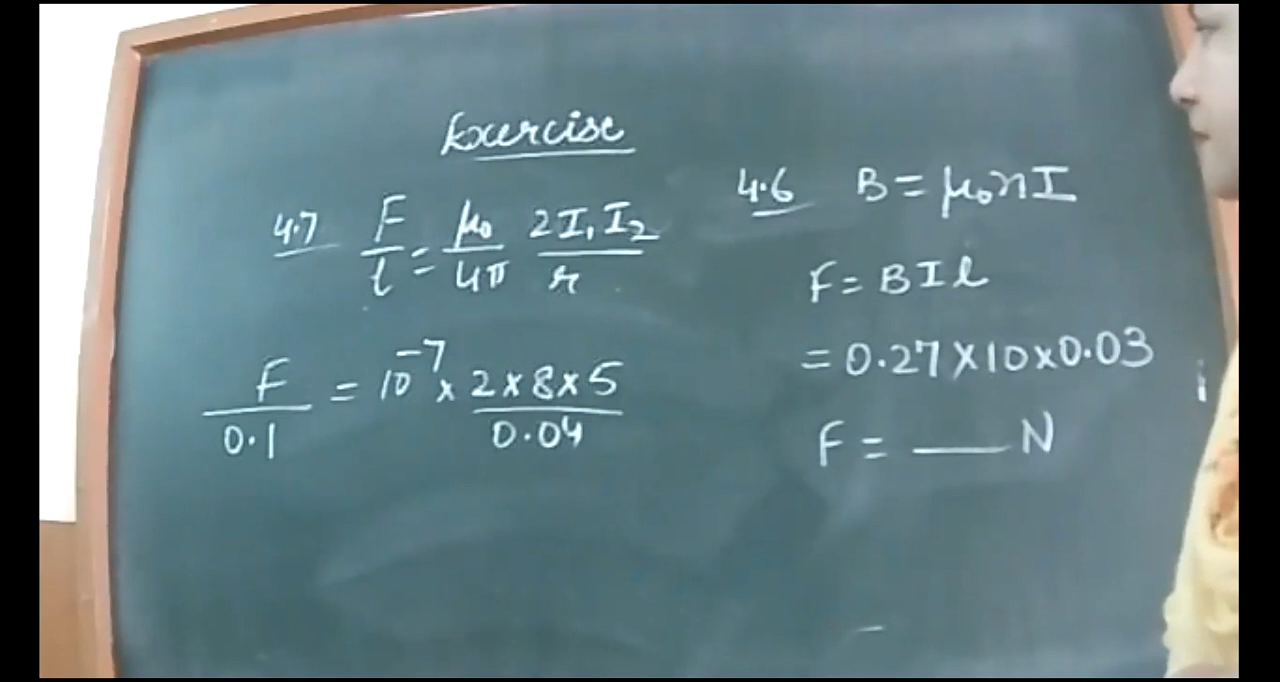 Exercise
4.7 F/l = μ₀/4π 2I₁I₂/r
F/0.1 = 10⁻⁷ × 2×8×5/0.04
4.6 B = μ₀nI
F = BIl
= 0.27×10×0.03
F = ___ N